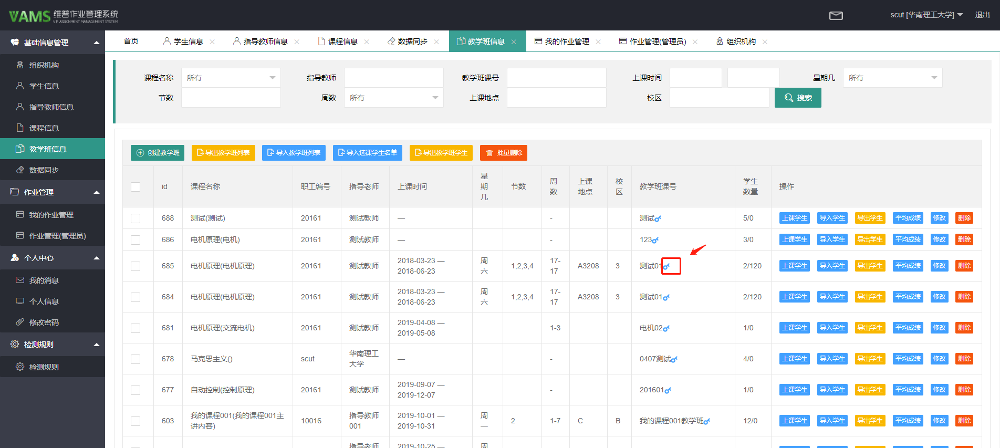 VAMS 维普作业管理系统
VIP ASSIGNMENT MANAGEMENT SYSTEM
scut [华南理工大学] 退出
基础信息管理
组织机构
学生信息
指导教师信息
课程信息
教学班信息
数据同步
作业管理
我的作业管理
作业管理(管理员)
个人中心
我的消息
个人信息
修改密码
检测规则
检测规则
首页 学生信息 指导教师信息 课程信息 数据同步 教学班信息 我的作业管理 作业管理(管理员) 组织机构
课程名称 所有 指导教师 教学班课号 上课时间 星期几 所有
节数 周数 所有 上课地点 校区 搜索
创建教学班 导出教学班列表 导入教学班列表 导入选课学生名单 导出教学班学生 批量删除
id 课程名称 职工编号 指导老师 上课时间 星期几 节数 周数 上课地点 校区 教学班课号 学生数量 操作
688 测试(测试) 20161 测试教师 — - 测试 5/0 上课学生 导入学生 导出学生 平均成绩 修改 删除
686 电机原理(电机) 20161 测试教师 — - 123 3/0 上课学生 导入学生 导出学生 平均成绩 修改 删除
685 电机原理(电机原理) 20161 测试教师 2018-03-23 — 2018-06-23 周六 1,2,3,4 17-17 A3208 3 测试01 2/120 上课学生 导入学生 导出学生 平均成绩 修改 删除
684 电机原理(电机原理) 20161 测试教师 2018-03-23 — 2018-06-23 周六 1,2,3,4 17-17 A3208 3 测试01 2/120 上课学生 导入学生 导出学生 平均成绩 修改 删除
681 电机原理(交流电机) 20161 测试教师 2019-04-08 — 2019-05-08 1-3 电机02 1/0 上课学生 导入学生 导出学生 平均成绩 修改 删除
678 马克思主义() scut 华南理工大学 — - 0407测试 4/0 上课学生 导入学生 导出学生 平均成绩 修改 删除
677 自动控制(控制原理) 20161 测试教师 2019-09-07 — 2019-12-07 - 201601 1/0 上课学生 导入学生 导出学生 平均成绩 修改 删除
603 我的课程001(我的课程001主讲内容) 10016 指导教师001 2019-10-01 — 2019-10-31 周一 2 1-7 C B 我的课程001教学班 12/0 上课学生 导入学生 导出学生 平均成绩 修改 删除
指导教师 2019-10-25 — 周